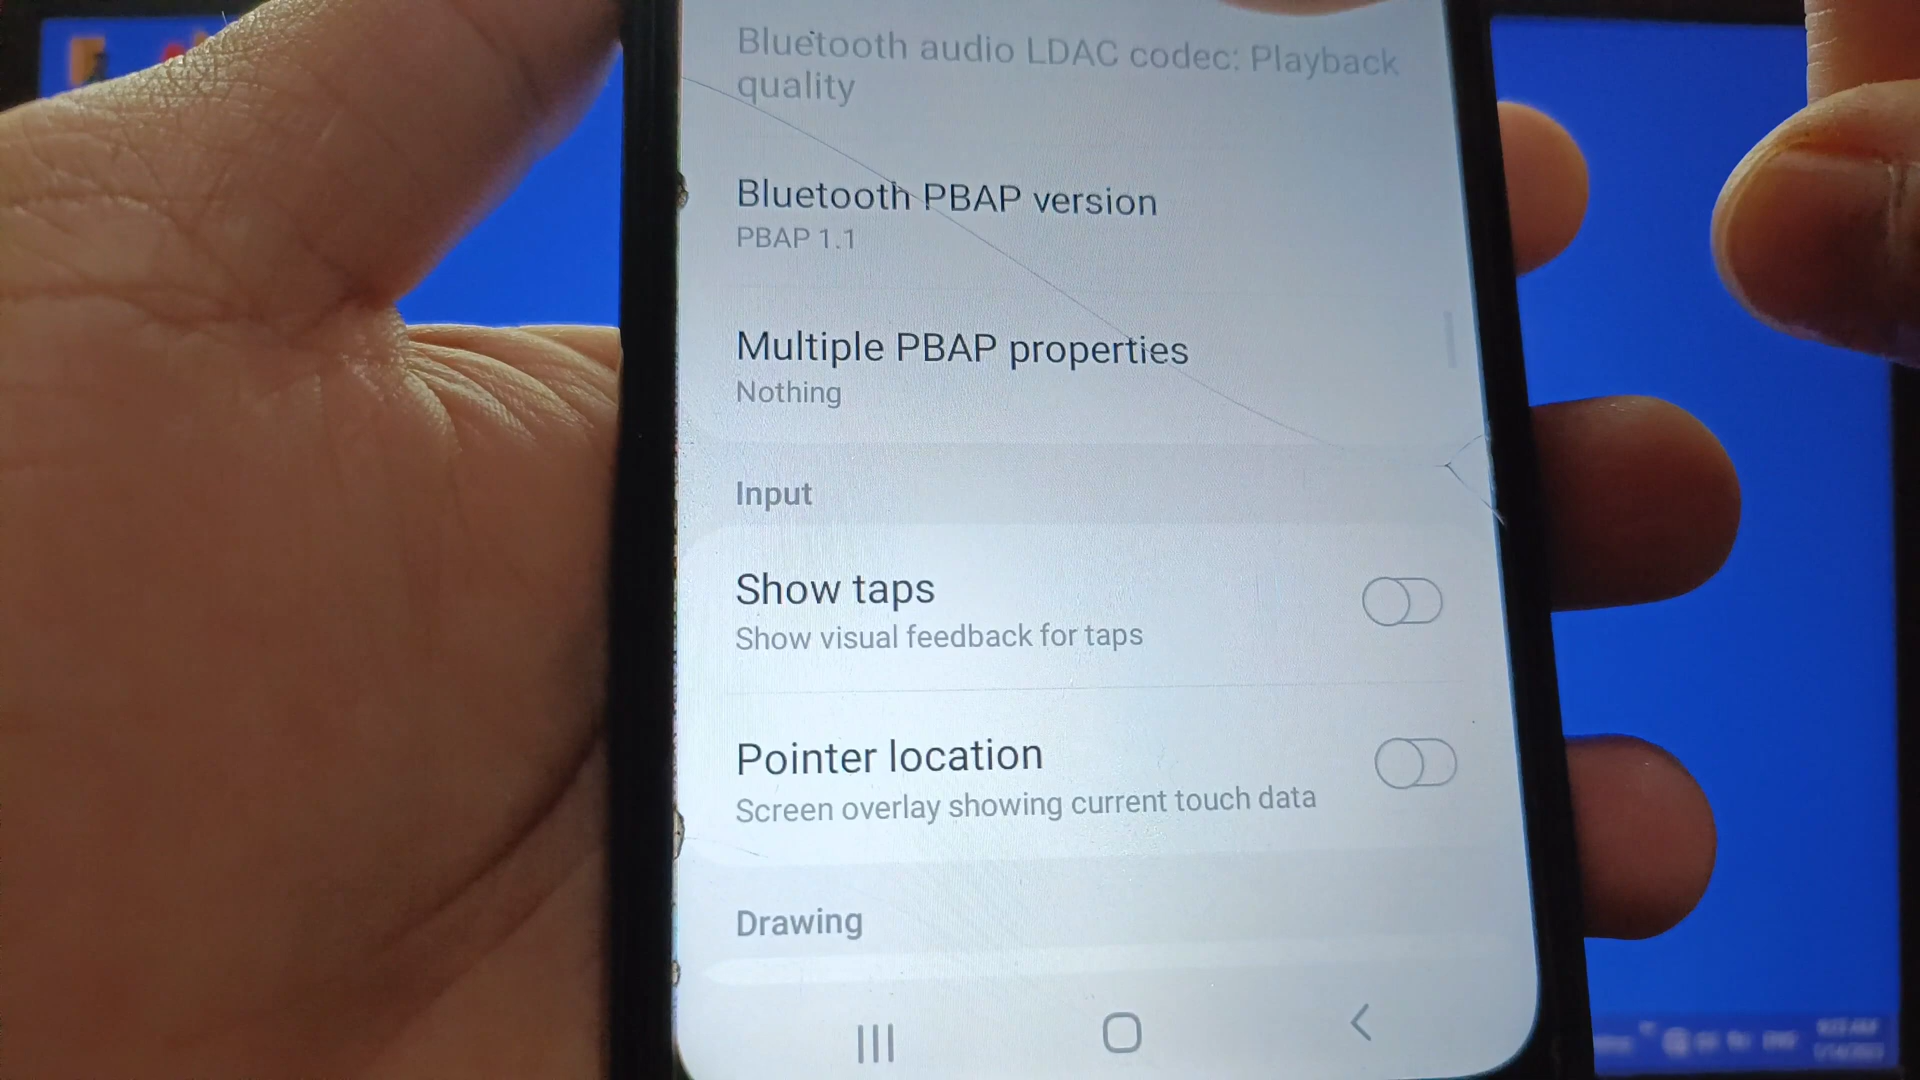 Bluetooth audio LDAC codec: Playback
quality
Bluetooth PBAP version
PBAP 1.1
Multiple PBAP properties
Nothing
Input
Show taps
Show visual feedback for taps
Pointer location
Screen overlay showing current touch data
Drawing